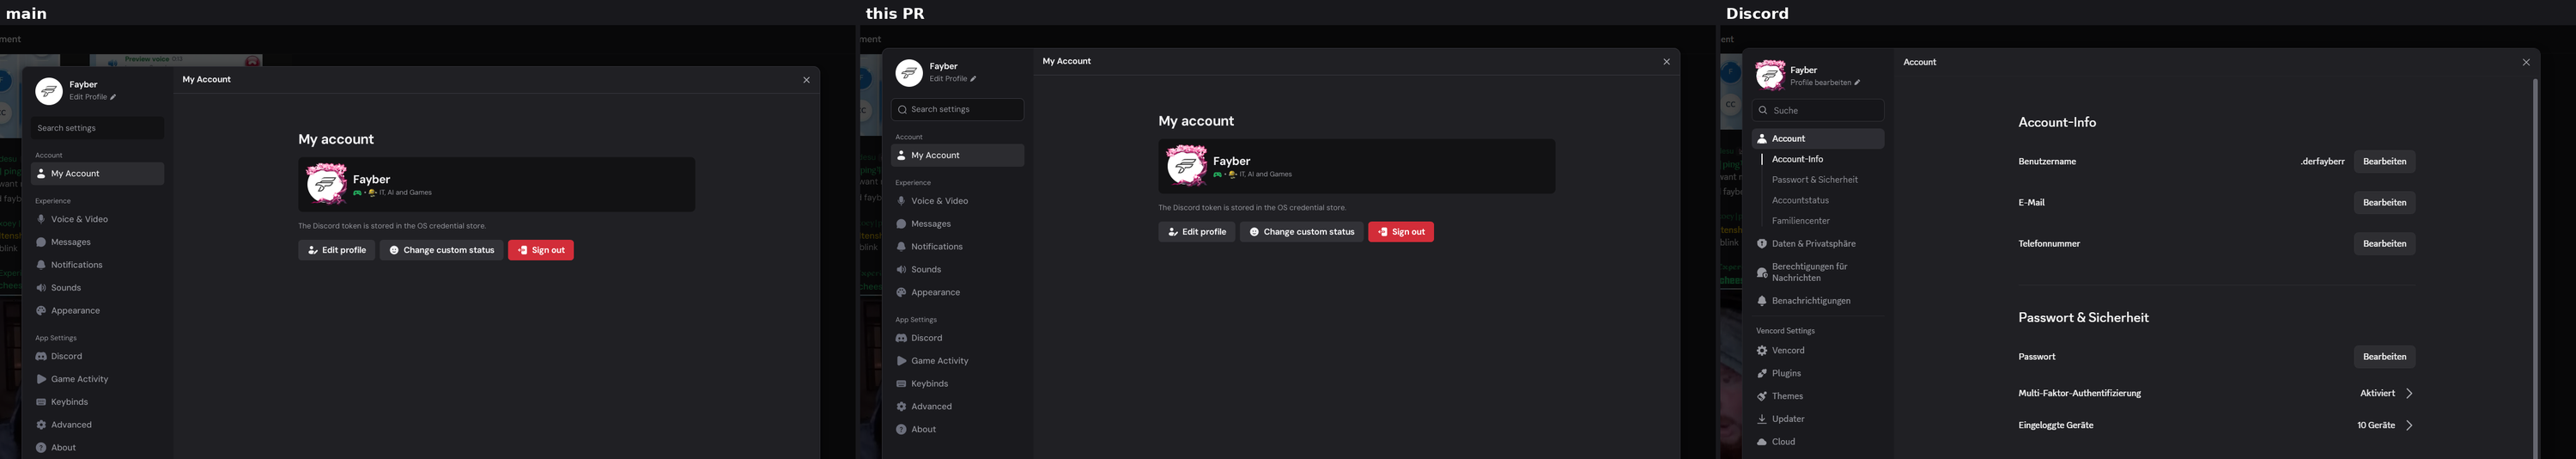 main
ment
Preview voice
Fayber
Edit Profile
Search settings
Account
My Account
Experience
Voice & Video
Messages
Notifications
Sounds
Appearance
App Settings
Discord
Game Activity
Keybinds
Advanced
About
My Account
My account
Fayber
• IT, AI and Games
The Discord token is stored in the OS credential store.
Edit profile
Change custom status
Sign out
this PR
ment
Fayber
Edit Profile
Search settings
Account
My Account
Experience
Voice & Video
Messages
Notifications
Sounds
Appearance
App Settings
Discord
Game Activity
Keybinds
Advanced
About
My Account
My account
Fayber
• IT, AI and Games
The Discord token is stored in the OS credential store.
Edit profile
Change custom status
Sign out
Discord
ent
Fayber
Profile bearbeiten
Suche
Account
Account-Info
Passwort & Sicherheit
Accountstatus
Familiencenter
Daten & Privatsphäre
Berechtigungen für
Nachrichten
Benachrichtigungen
Vencord Settings
Vencord
Plugins
Themes
Updater
Cloud
Account
Account-Info
Benutzername .derfayberr Bearbeiten
E-Mail Bearbeiten
Telefonnummer Bearbeiten
Passwort & Sicherheit
Passwort Bearbeiten
Multi-Faktor-Authentifizierung Aktiviert
Eingeloggte Geräte 10 Geräte